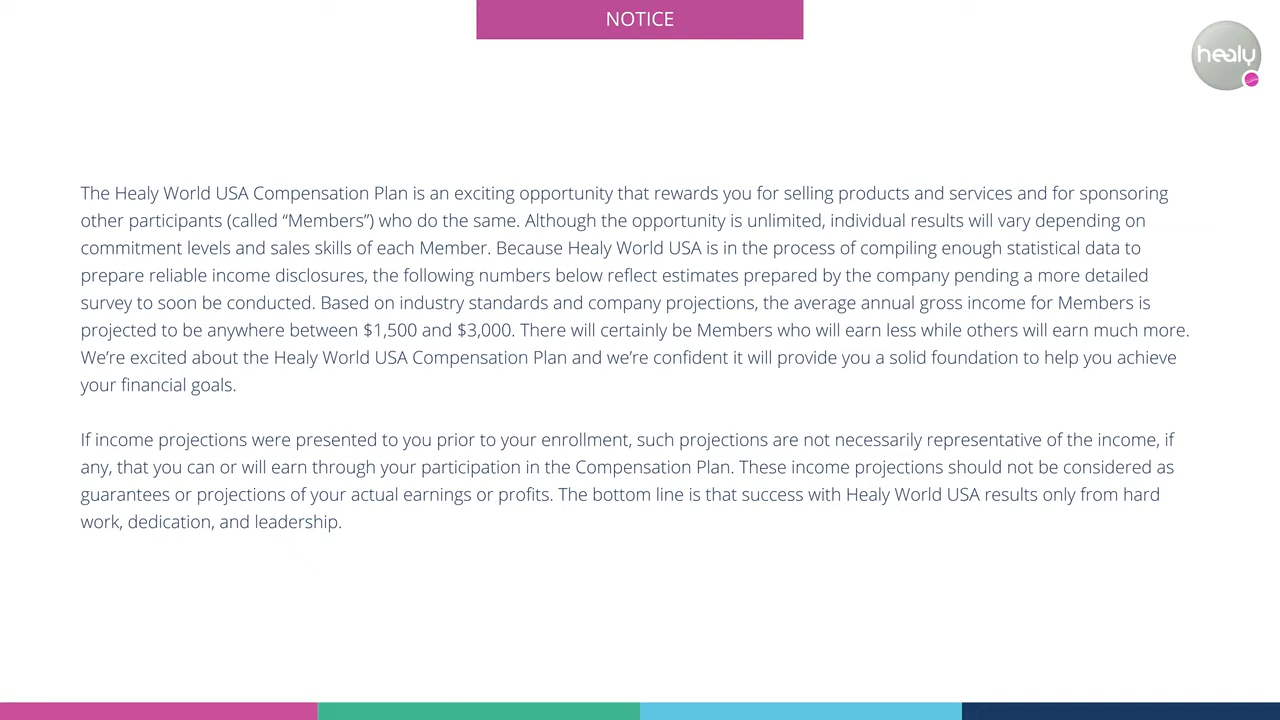 NOTICE
healy
The Healy World USA Compensation Plan is an exciting opportunity that rewards you for selling products and services and for sponsoring
other participants (called “Members”) who do the same. Although the opportunity is unlimited, individual results will vary depending on
commitment levels and sales skills of each Member. Because Healy World USA is in the process of compiling enough statistical data to
prepare reliable income disclosures, the following numbers below reflect estimates prepared by the company pending a more detailed
survey to soon be conducted. Based on industry standards and company projections, the average annual gross income for Members is
projected to be anywhere between $1,500 and $3,000. There will certainly be Members who will earn less while others will earn much more.
We’re excited about the Healy World USA Compensation Plan and we’re confident it will provide you a solid foundation to help you achieve
your financial goals.
If income projections were presented to you prior to your enrollment, such projections are not necessarily representative of the income, if
any, that you can or will earn through your participation in the Compensation Plan. These income projections should not be considered as
guarantees or projections of your actual earnings or profits. The bottom line is that success with Healy World USA results only from hard
work, dedication, and leadership.